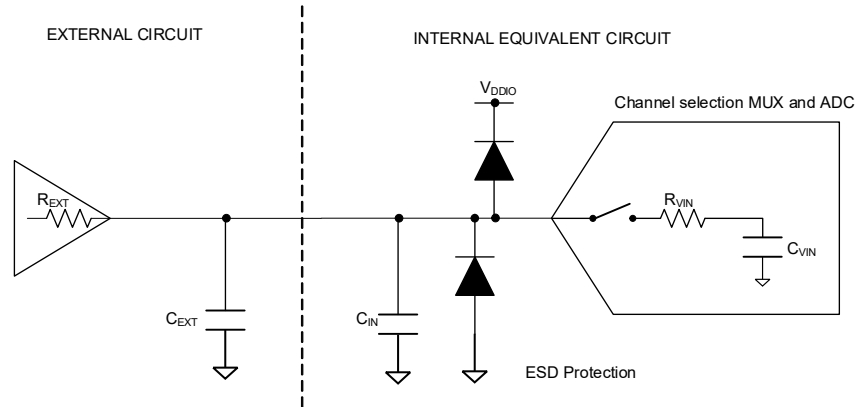 EXTERNAL CIRCUIT
INTERNAL EQUIVALENT CIRCUIT
VDDIO
Channel selection MUX and ADC
REXT
RVIN
CVIN
CEXT
CIN
ESD Protection